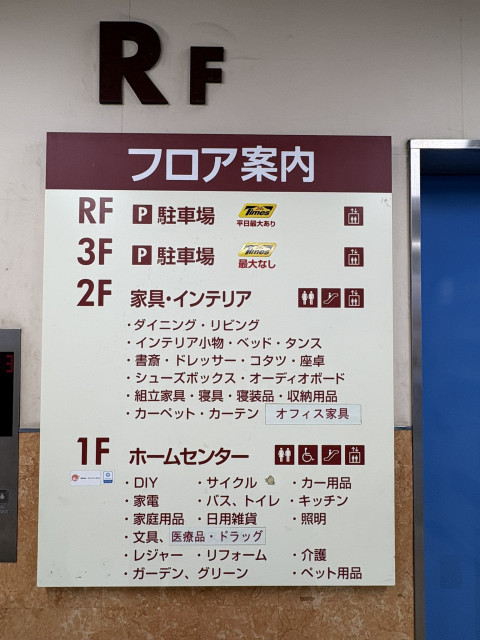 RF
フロア案内
RF P 駐車場 Times 平日最大あり
3F P 駐車場 Times 最大なし
2F 家具・インテリア
・ダイニング・リビング
・インテリア小物・ベッド・タンス
・書斎・ドレッサー・コタツ・座卓
・シューズボックス・オーディオボード
・組立家具・寝具・寝装品・収納用品
・カーペット・カーテン オフィス家具
1F ホームセンター
・DIY ・サイクル ・カー用品
・家電 ・バス、トイレ ・キッチン
・家庭用品 ・日用雑貨 ・照明
・文具、医療品・ドラッグ
・レジャー ・リフォーム ・介護
・ガーデン、グリーン ・ペット用品